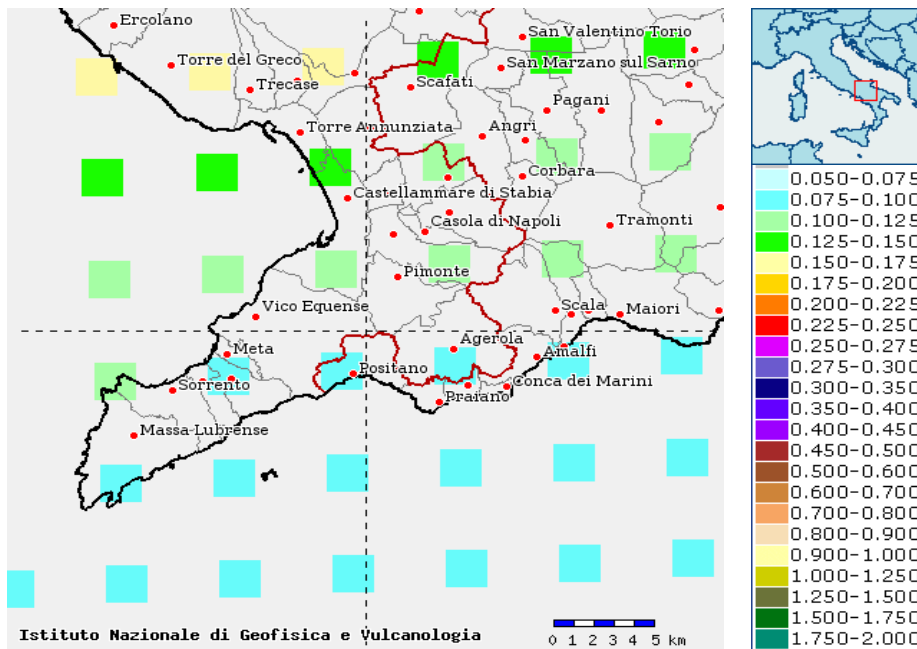 Ercolano
San Valentino Torio
Torre del Greco
San Marzano sul Sarno
Trecase
Scafati
Pagani
Torre Annunziata
Angri
Corbara
Castellammare di Stabia
Casola di Napoli
Tramonti
Pimonte
Vico Equense
Scala
Maiori
Meta
Agerola
Amalfi
Positano
Sorrento
Conca dei Marini
Praiano
Massa Lubrense
Istituto Nazionale di Geofisica e Vulcanologia
0 1 2 3 4 5 km
0.050-0.075
0.075-0.100
0.100-0.125
0.125-0.150
0.150-0.175
0.175-0.200
0.200-0.225
0.225-0.250
0.250-0.275
0.275-0.300
0.300-0.350
0.350-0.400
0.400-0.450
0.450-0.500
0.500-0.600
0.600-0.700
0.700-0.800
0.800-0.900
0.900-1.000
1.000-1.250
1.250-1.500
1.500-1.750
1.750-2.000